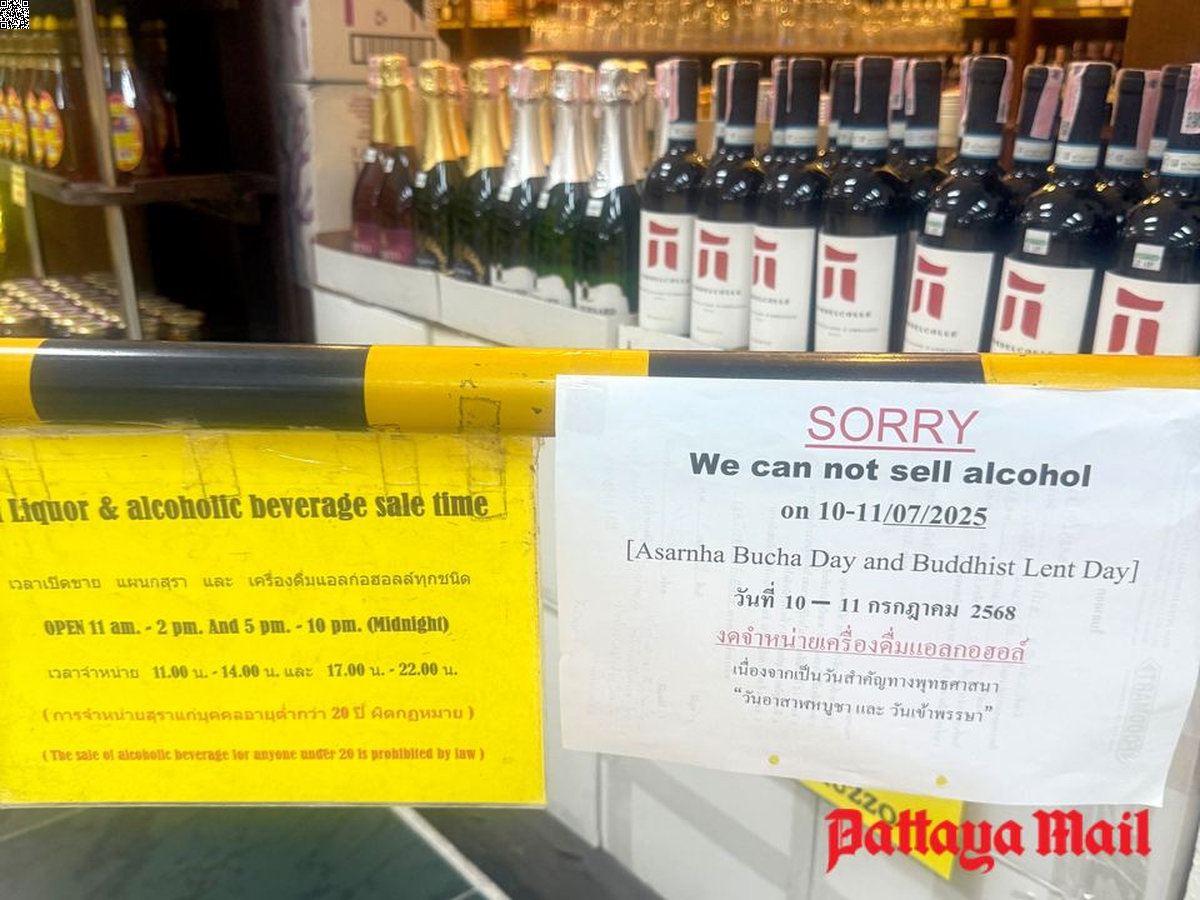 Liquor & alcoholic beverage sale time
เวลาเปิดขาย แผนกสุรา และ เครื่องดื่มแอลก่อฮอลล์ทุกชนิด
OPEN 11 am. - 2 pm. And 5 pm. - 10 pm. (Midnight)
เวลาจำหน่าย 11.00 น. - 14.00 น. และ 17.00 น. - 22.00 น.
( การจำหน่ายสุราแก่บุคคลอายุต่ำกว่า 20 ปี ผิดกฎหมาย )
( The sale of alcoholic beverage for anyone under 20 is prohibited by law )
SORRY
We can not sell alcohol
on 10-11/07/2025
[Asarnha Bucha Day and Buddhist Lent Day]
วันที่ 10 – 11 กรกฎาคม 2568
งดจำหน่ายเครื่องดื่มแอลกอฮอล์
เนื่องจากเป็นวันสำคัญทางพุทธศาสนา
“วันอาสาฬหบูชา และ วันเข้าพรรษา”
Pattaya Mail